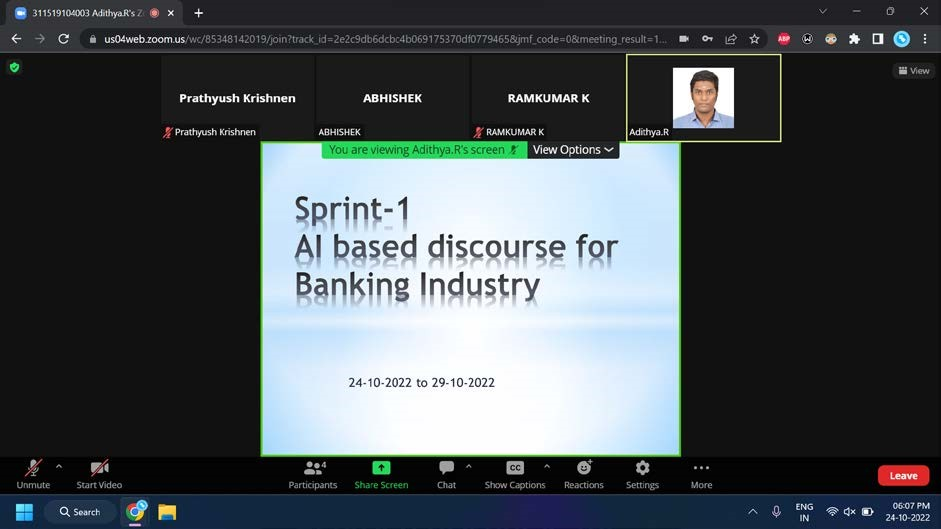 311519104003 Adithya.R's Zo
us04web.zoom.us/wc/85348142019/join?track_id=2e2c9db6dcbc4b069175370df0779465&jmf_code=0&meeting_result=1...
ABP
View
Prathyush Krishnen
ABHISHEK
RAMKUMAR K
Prathyush Krishnen
ABHISHEK
RAMKUMAR K
Adithya.R
You are viewing Adithya.R's screen
View Options
Sprint-1
AI based discourse for
Banking Industry
24-10-2022 to 29-10-2022
4
CC
Unmute
Start Video
Participants
Share Screen
Chat
Show Captions
Reactions
Settings
More
Leave
Search
ENG
IN
06:07 PM
24-10-2022